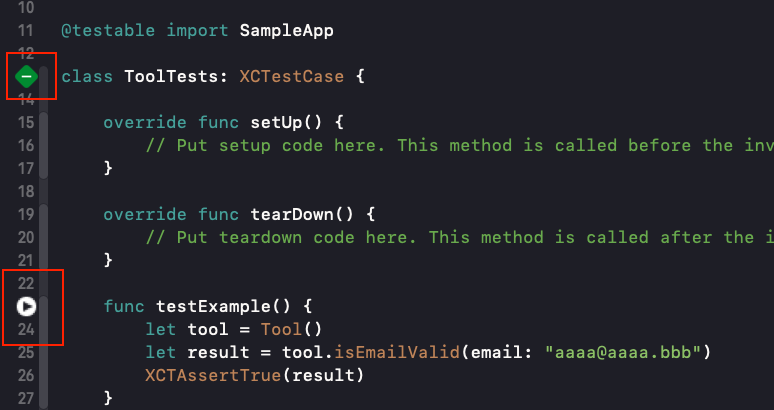 10
11 @testable import SampleApp
12
class ToolTests: XCTestCase {
14
15 override func setUp() {
16 // Put setup code here. This method is called before the inv
17 }
18
19 override func tearDown() {
20 // Put teardown code here. This method is called after the i
21 }
22
func testExample() {
24 let tool = Tool()
25 let result = tool.isEmailValid(email: "aaaa@aaaa.bbb")
26 XCTAssertTrue(result)
27 }